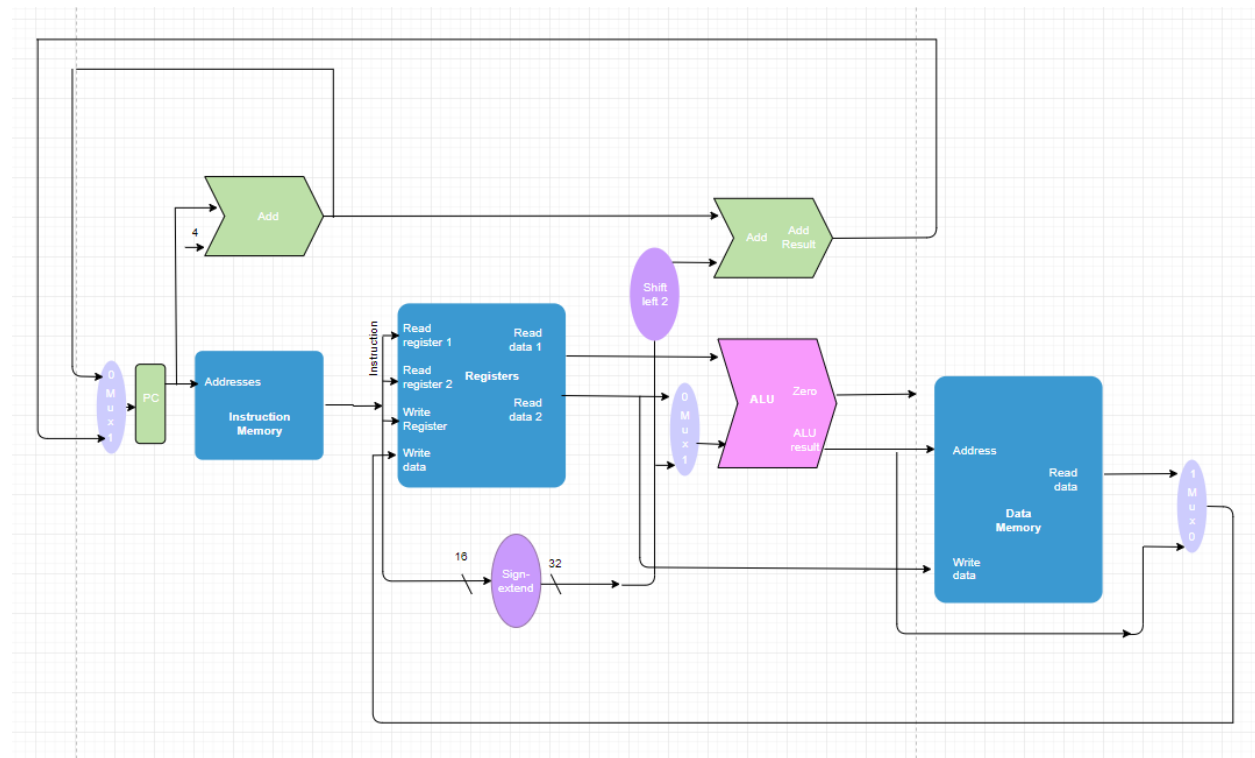 Add
4
Add
Add
Result
Shift
left 2
Instruction
Read
register 1
Read
register 2
Write
Register
Write
data
Registers
Read
data 1
Read
data 2
0
M
u
x
1
PC
Addresses
Instruction
Memory
0
M
u
x
1
ALU
Zero
ALU
result
Address
Read
data
Data
Memory
Write
data
1
M
u
x
0
16
Sign-
extend
32